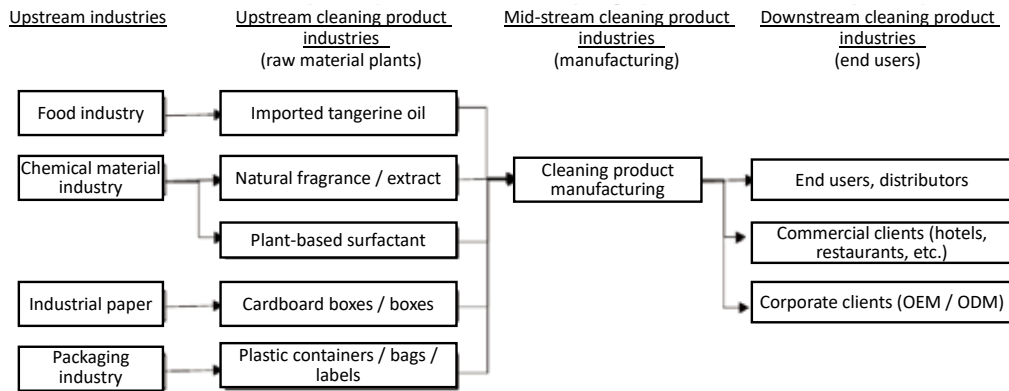 Upstream industries
Upstream cleaning product
industries
(raw material plants)
Mid-stream cleaning product
industries
(manufacturing)
Downstream cleaning product
industries
(end users)
Food industry
Imported tangerine oil
Chemical material
industry
Natural fragrance / extract
Plant-based surfactant
Industrial paper
Cardboard boxes / boxes
Packaging
industry
Plastic containers / bags /
labels
Cleaning product
manufacturing
End users, distributors
Commercial clients (hotels,
restaurants, etc.)
Corporate clients (OEM / ODM)